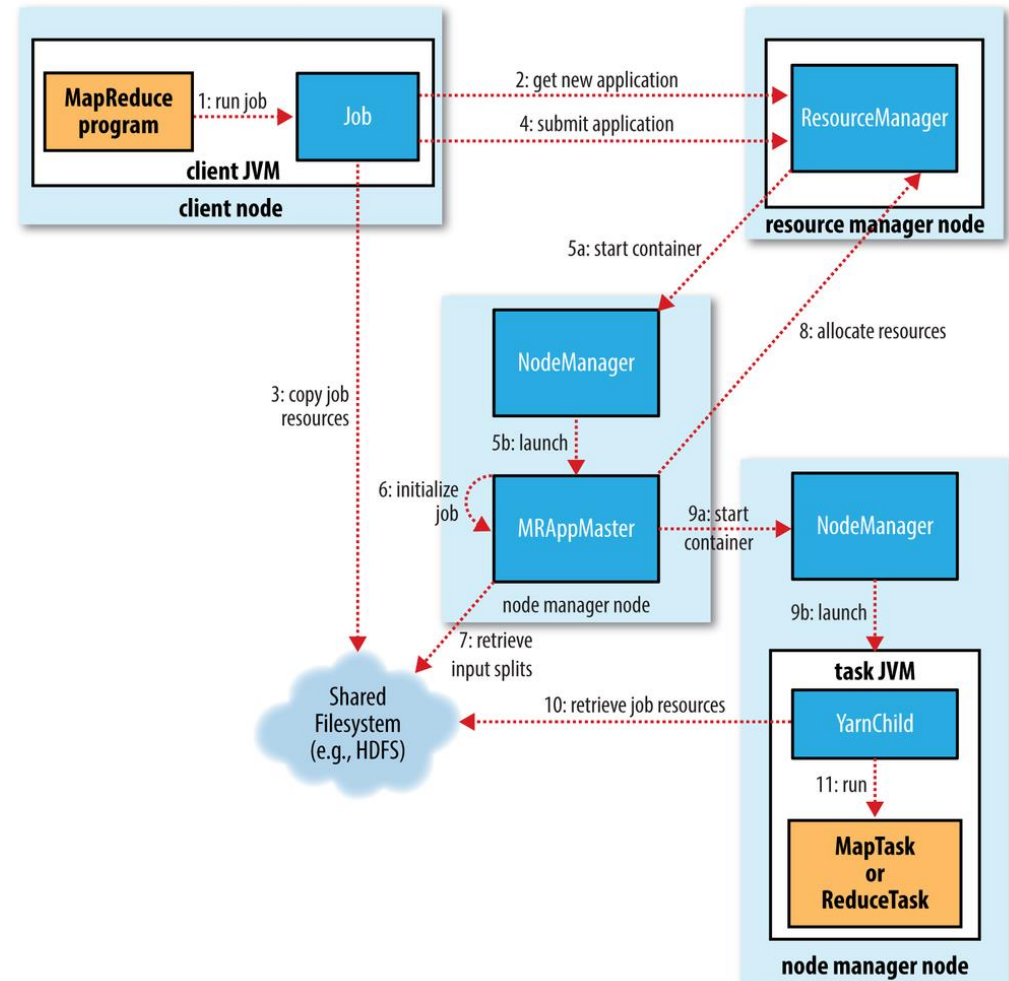 MapReduce
program
1: run job
Job
client JVM
client node
2: get new application
4: submit application
ResourceManager
resource manager node
5a: start container
8: allocate resources
3: copy job
resources
NodeManager
5b: launch
6: initialize
job
MRAppMaster
node manager node
9a: start
container
NodeManager
9b: launch
7: retrieve
input splits
Shared
Filesystem
(e.g., HDFS)
10: retrieve job resources
task JVM
YarnChild
11: run
MapTask
or
ReduceTask
node manager node